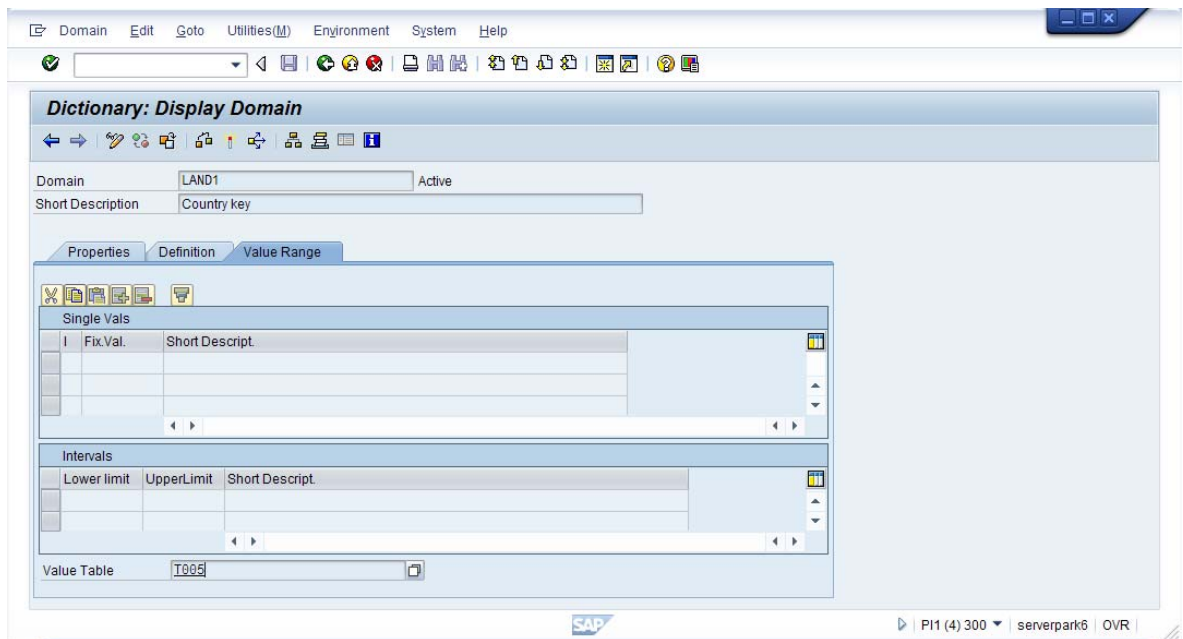 Domain Edit Goto Utilities(M) Environment System Help
Dictionary: Display Domain
Domain LAND1 Active
Short Description Country key
Properties Definition Value Range
Single Vals
I Fix.Val. Short Descript.
Intervals
Lower limit UpperLimit Short Descript.
Value Table T005
SAP PI1 (4) 300 serverpark6 OVR